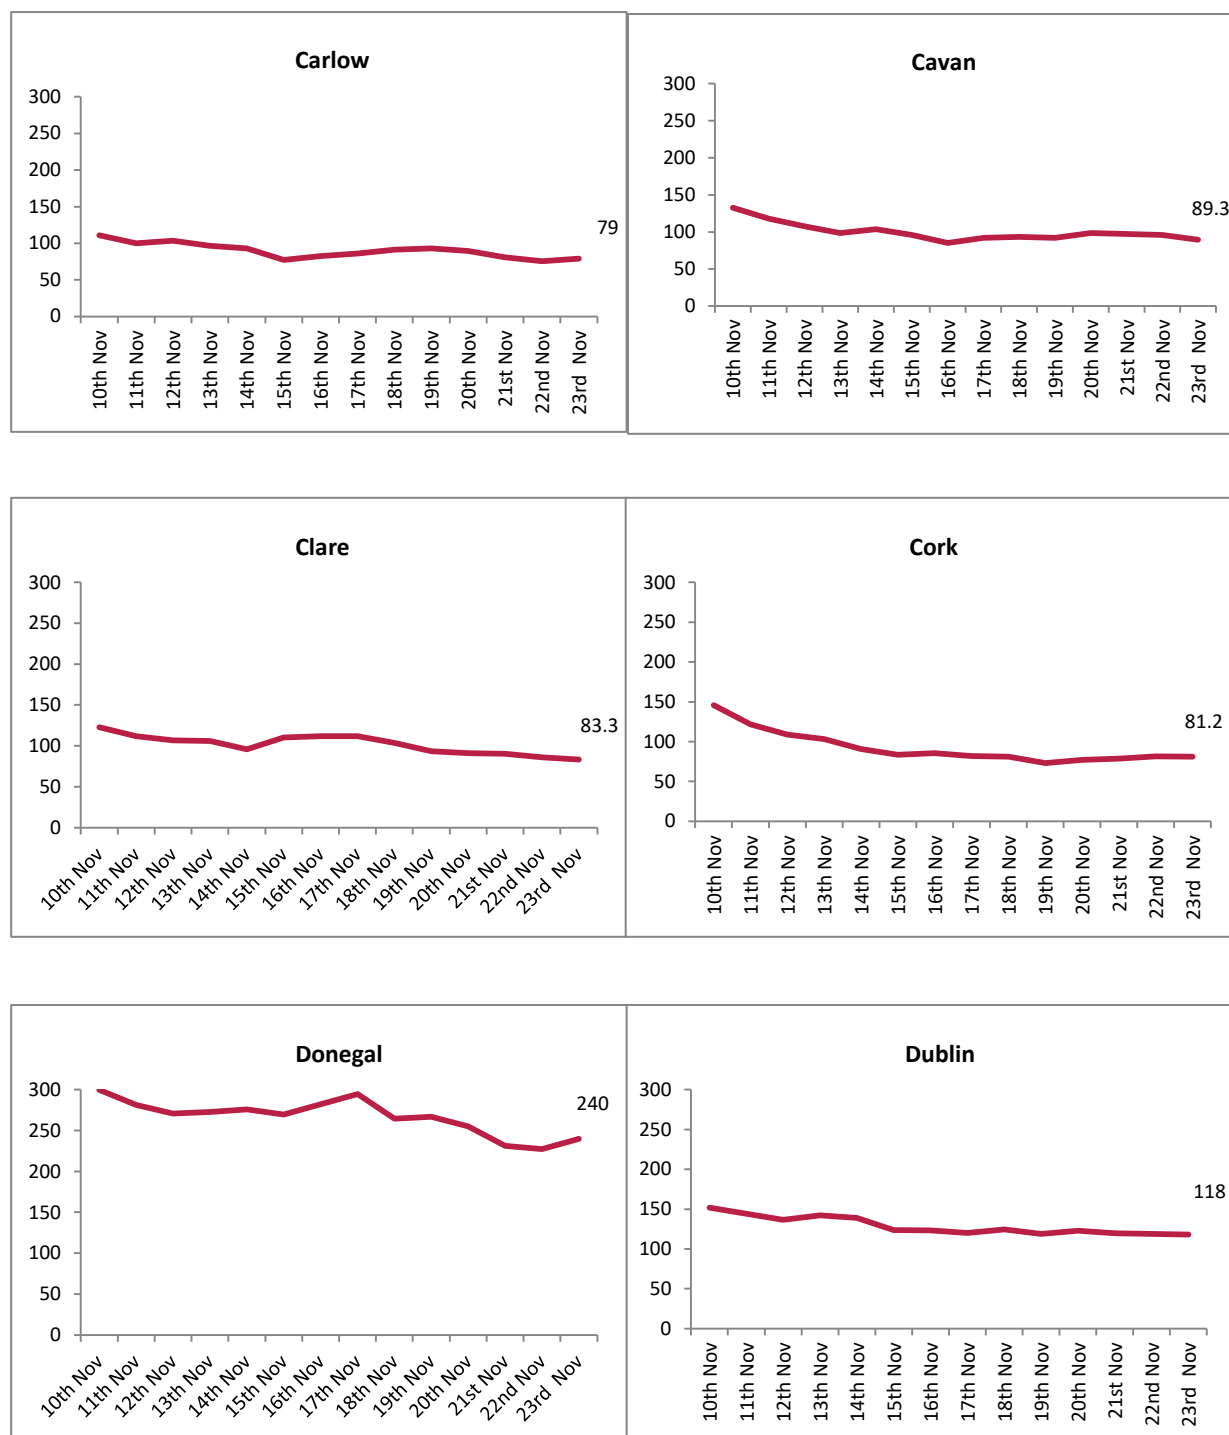 Carlow
300
250
200
150
100
50
0
79
10th Nov
11th Nov
12th Nov
13th Nov
14th Nov
15th Nov
16th Nov
17th Nov
18th Nov
19th Nov
20th Nov
21st Nov
22nd Nov
23rd  Nov
Cavan
300
250
200
150
100
50
0
89.3
10th Nov
11th Nov
12th Nov
13th Nov
14th Nov
15th Nov
16th Nov
17th Nov
18th Nov
19th Nov
20th Nov
21st Nov
22nd Nov
23rd  Nov
Clare
300
250
200
150
100
50
0
83.3
10th Nov
11th Nov
12th Nov
13th Nov
14th Nov
15th Nov
16th Nov
17th Nov
18th Nov
19th Nov
20th Nov
21st Nov
22nd Nov
23rd  Nov
Cork
300
250
200
150
100
50
0
81.2
10th Nov
11th Nov
12th Nov
13th Nov
14th Nov
15th Nov
16th Nov
17th Nov
18th Nov
19th Nov
20th Nov
21st Nov
22nd Nov
23rd  Nov
Donegal
300
250
200
150
100
50
0
240
10th Nov
11th Nov
12th Nov
13th Nov
14th Nov
15th Nov
16th Nov
17th Nov
18th Nov
19th Nov
20th Nov
21st Nov
22nd Nov
23rd  Nov
Dublin
300
250
200
150
100
50
0
118
10th Nov
11th Nov
12th Nov
13th Nov
14th Nov
15th Nov
16th Nov
17th Nov
18th Nov
19th Nov
20th Nov
21st Nov
22nd Nov
23rd  Nov